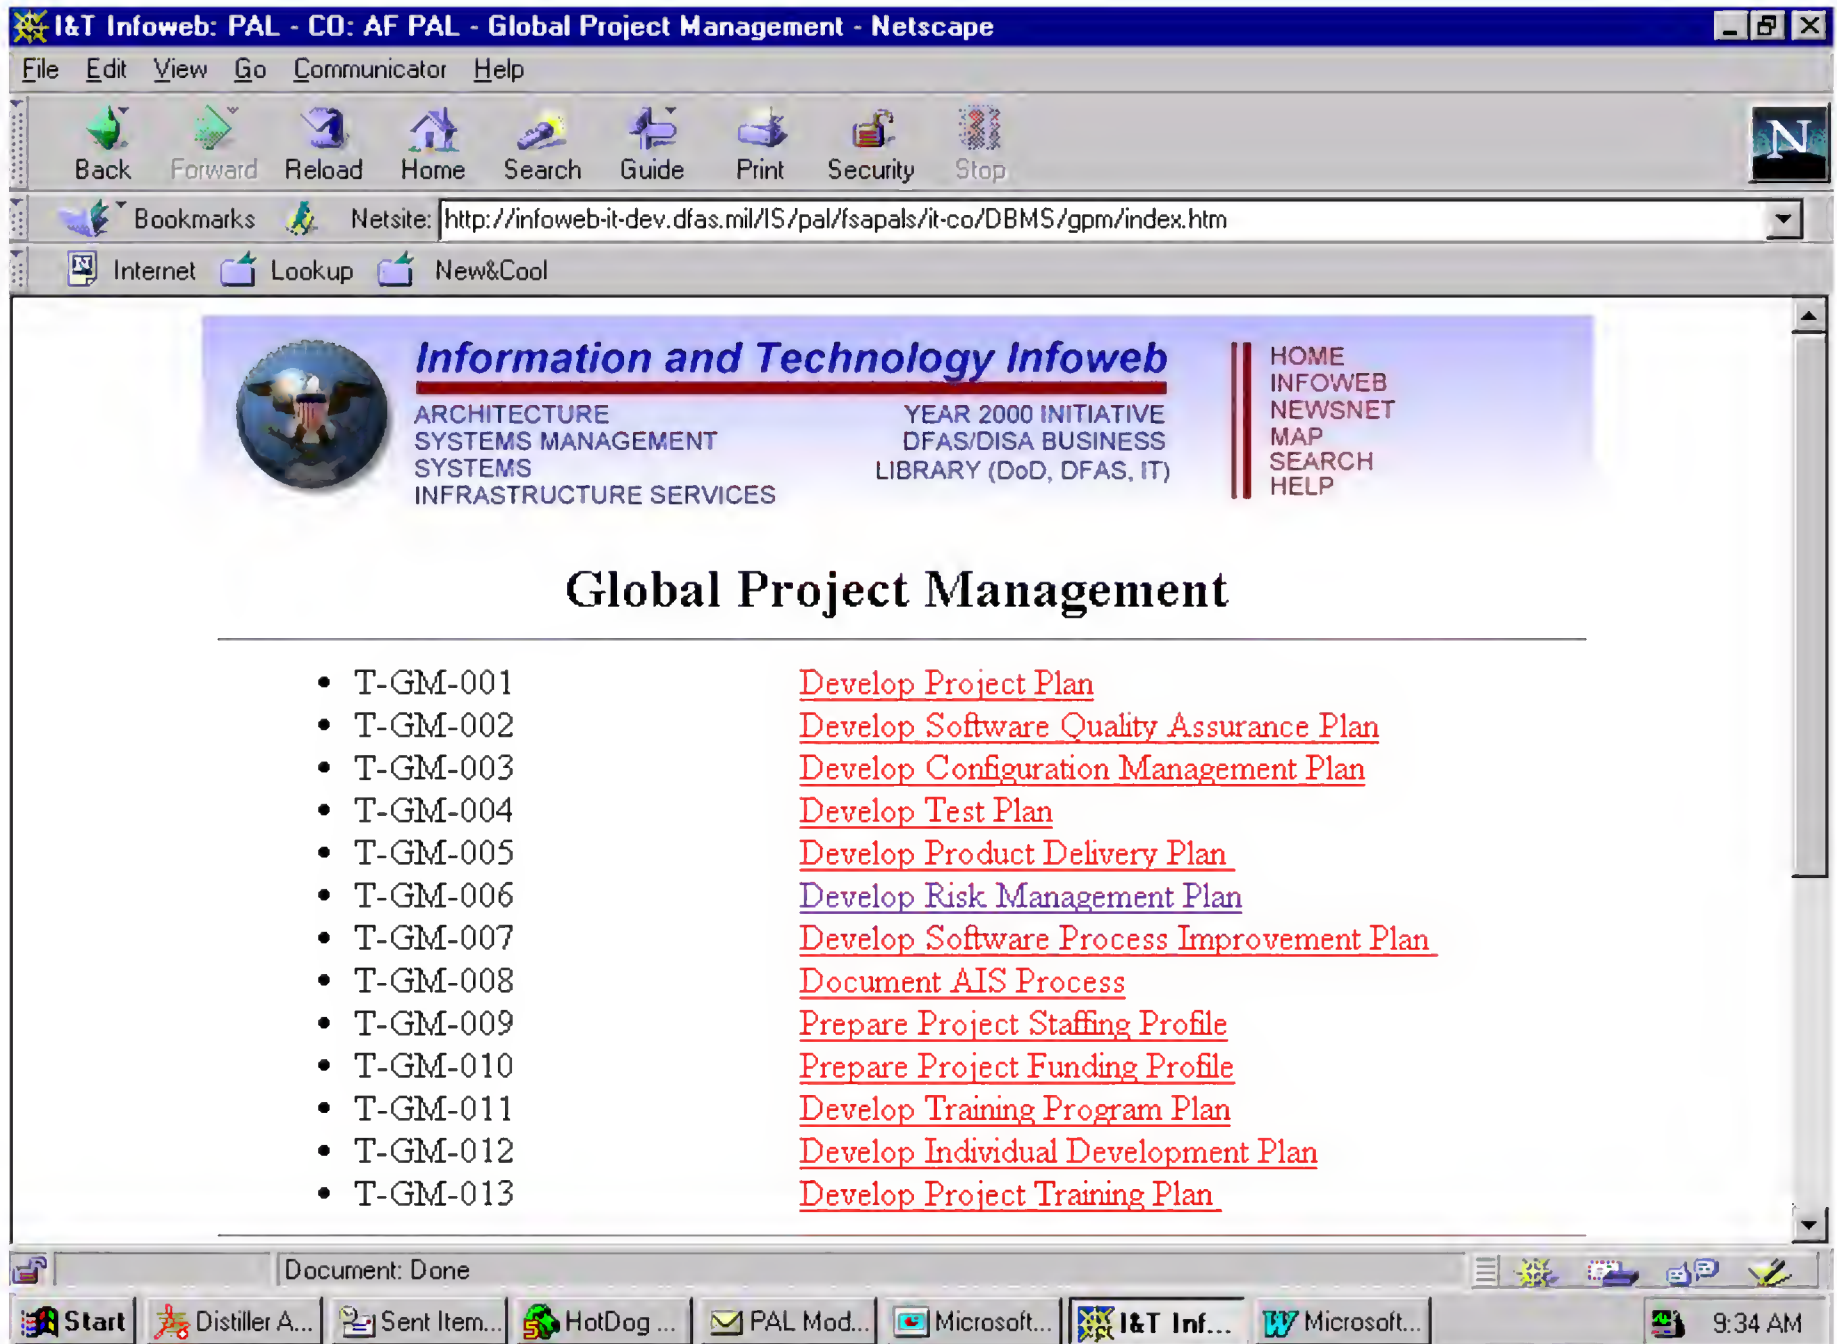 I&T Infoweb: PAL - CO: AF PAL - Global Project Management - Netscape
File Edit View Go Communicator Help
Back Forward Reload Home Search Guide Print Security Stop
N
Bookmarks Netsite: http://infoweb-it-dev.dfas.mil/IS/pal/fsapals/it-co/DBMS/gpm/index.htm
Internet Lookup New&Cool
Information and Technology Infoweb
ARCHITECTURE
SYSTEMS MANAGEMENT
SYSTEMS
INFRASTRUCTURE SERVICES
YEAR 2000 INITIATIVE
DFAS/DISA BUSINESS
LIBRARY (DoD, DFAS, IT)
HOME
INFOWEB
NEWSNET
MAP
SEARCH
HELP
Global Project Management
• T-GM-001 Develop Project Plan
• T-GM-002 Develop Software Quality Assurance Plan
• T-GM-003 Develop Configuration Management Plan
• T-GM-004 Develop Test Plan
• T-GM-005 Develop Product Delivery Plan
• T-GM-006 Develop Risk Management Plan
• T-GM-007 Develop Software Process Improvement Plan
• T-GM-008 Document AIS Process
• T-GM-009 Prepare Project Staffing Profile
• T-GM-010 Prepare Project Funding Profile
• T-GM-011 Develop Training Program Plan
• T-GM-012 Develop Individual Development Plan
• T-GM-013 Develop Project Training Plan
Document: Done
Start Distiller A... Sent Item... HotDog ... PAL Mod... Microsoft... I&T Inf... Microsoft... 9:34 AM